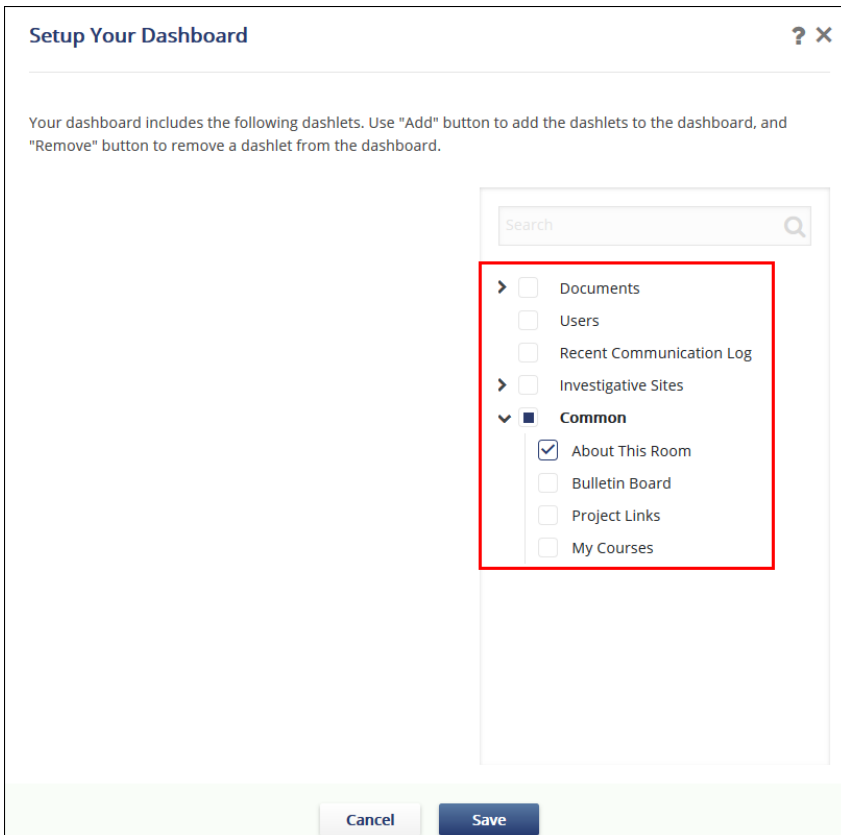 Setup Your Dashboard
Your dashboard includes the following dashlets. Use "Add" button to add the dashlets to the dashboard, and
"Remove" button to remove a dashlet from the dashboard.
Search
Documents
Users
Recent Communication Log
Investigative Sites
Common
About This Room
Bulletin Board
Project Links
My Courses
Cancel
Save